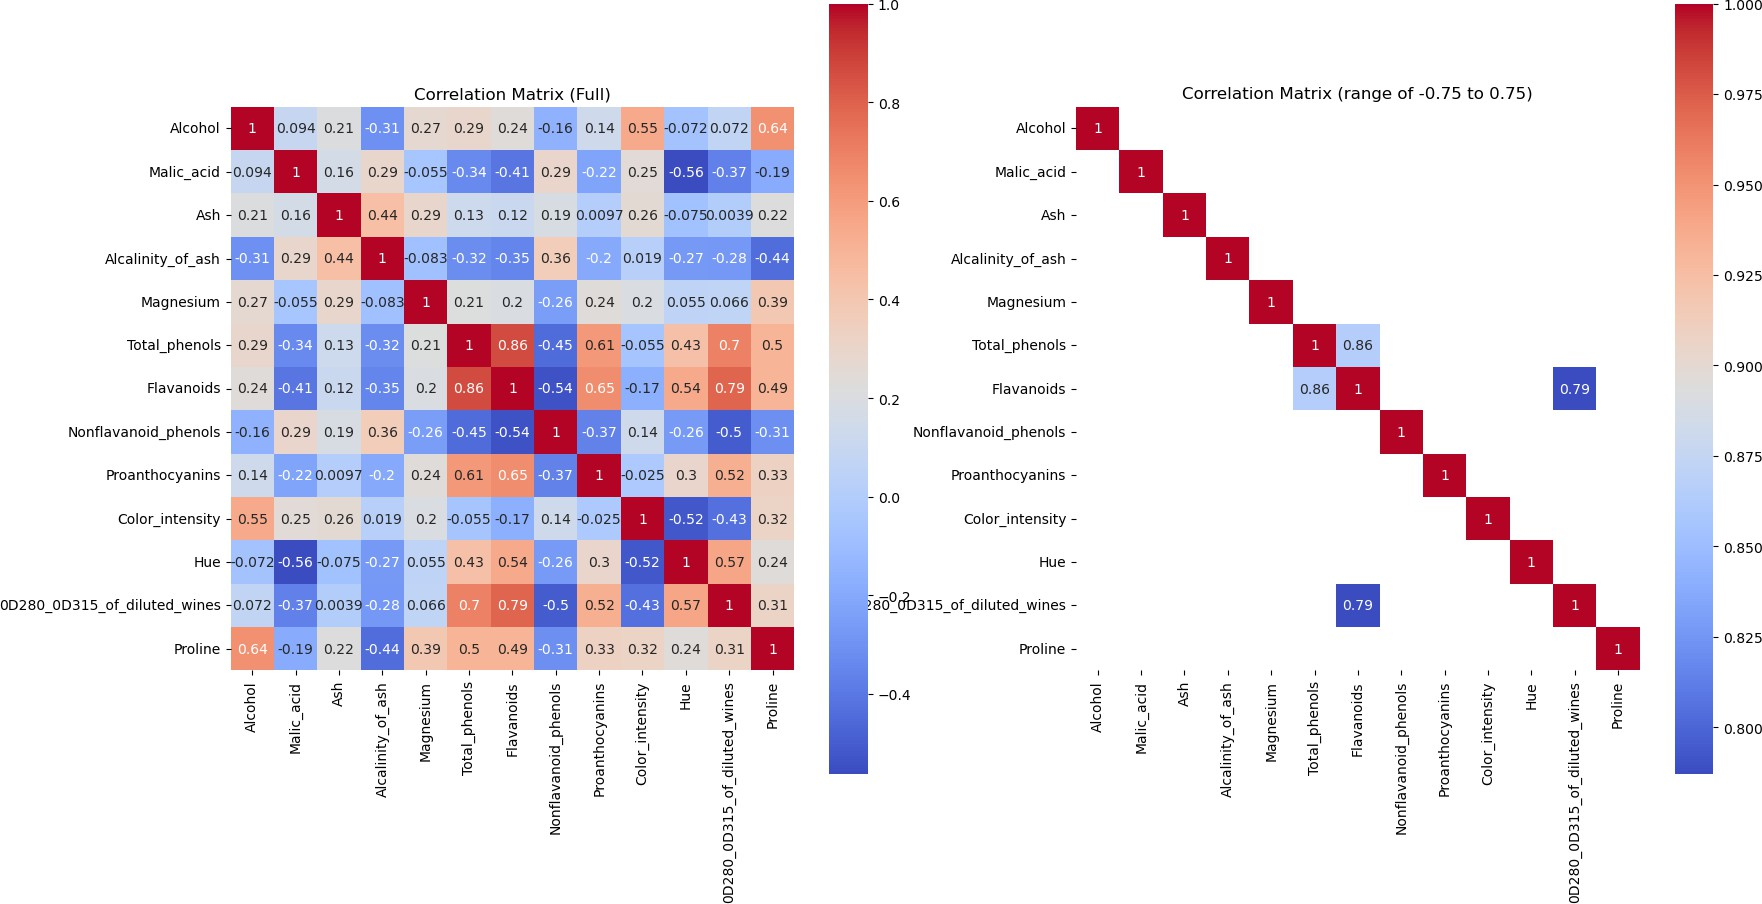 Correlation Matrix (Full)
Alcohol 1 0.094 0.21 -0.31 0.27 0.29 0.24 -0.16 0.14 0.55 -0.072 0.072 0.64
Malic_acid 0.094 1 0.16 0.29 -0.055 -0.34 -0.41 0.29 -0.22 0.25 -0.56 -0.37 -0.19
Ash 0.21 0.16 1 0.44 0.29 0.13 0.12 0.19 0.0097 0.26 -0.075 0.0039 0.22
Alcalinity_of_ash -0.31 0.29 0.44 1 -0.083 -0.32 -0.35 0.36 -0.2 0.019 -0.27 -0.28 -0.44
Magnesium 0.27 -0.055 0.29 -0.083 1 0.21 0.2 -0.26 0.24 0.2 0.055 0.066 0.39
Total_phenols 0.29 -0.34 0.13 -0.32 0.21 1 0.86 -0.45 0.61 -0.055 0.43 0.7 0.5
Flavanoids 0.24 -0.41 0.12 -0.35 0.2 0.86 1 -0.54 0.65 -0.17 0.54 0.79 0.49
Nonflavanoid_phenols -0.16 0.29 0.19 0.36 -0.26 -0.45 -0.54 1 -0.37 0.14 -0.26 -0.5 -0.31
Proanthocyanins 0.14 -0.22 0.0097 -0.2 0.24 0.61 0.65 -0.37 1 -0.025 0.3 0.52 0.33
Color_intensity 0.55 0.25 0.26 0.019 0.2 -0.055 -0.17 0.14 -0.025 1 -0.52 -0.43 0.32
Hue -0.072 -0.56 -0.075 -0.27 0.055 0.43 0.54 -0.26 0.3 -0.52 1 0.57 0.24
0D280_0D315_of_diluted_wines 0.072 -0.37 0.0039 -0.28 0.066 0.7 0.79 -0.5 0.52 -0.43 0.57 1 0.31
Proline 0.64 -0.19 0.22 -0.44 0.39 0.5 0.49 -0.31 0.33 0.32 0.24 0.31 1
Alcohol
Malic_acid
Ash
Alcalinity_of_ash
Magnesium
Total_phenols
Flavanoids
Nonflavanoid_phenols
Proanthocyanins
Color_intensity
Hue
0D280_0D315_of_diluted_wines
Proline
1.0
0.8
0.6
0.4
0.2
0.0
−0.2
−0.4
Correlation Matrix (range of -0.75 to 0.75)
Alcohol 1
Malic_acid 1
Ash 1
Alcalinity_of_ash 1
Magnesium 1
Total_phenols 1 0.86
Flavanoids 0.86 1 0.79
Nonflavanoid_phenols 1
Proanthocyanins 1
Color_intensity 1
Hue 1
280_0D315_of_diluted_wines 0.79 1
Proline 1
Alcohol
Malic_acid
Ash
Alcalinity_of_ash
Magnesium
Total_phenols
Flavanoids
Nonflavanoid_phenols
Proanthocyanins
Color_intensity
Hue
0D280_0D315_of_diluted_wines
Proline
1.000
0.975
0.950
0.925
0.900
0.875
0.850
0.825
0.800